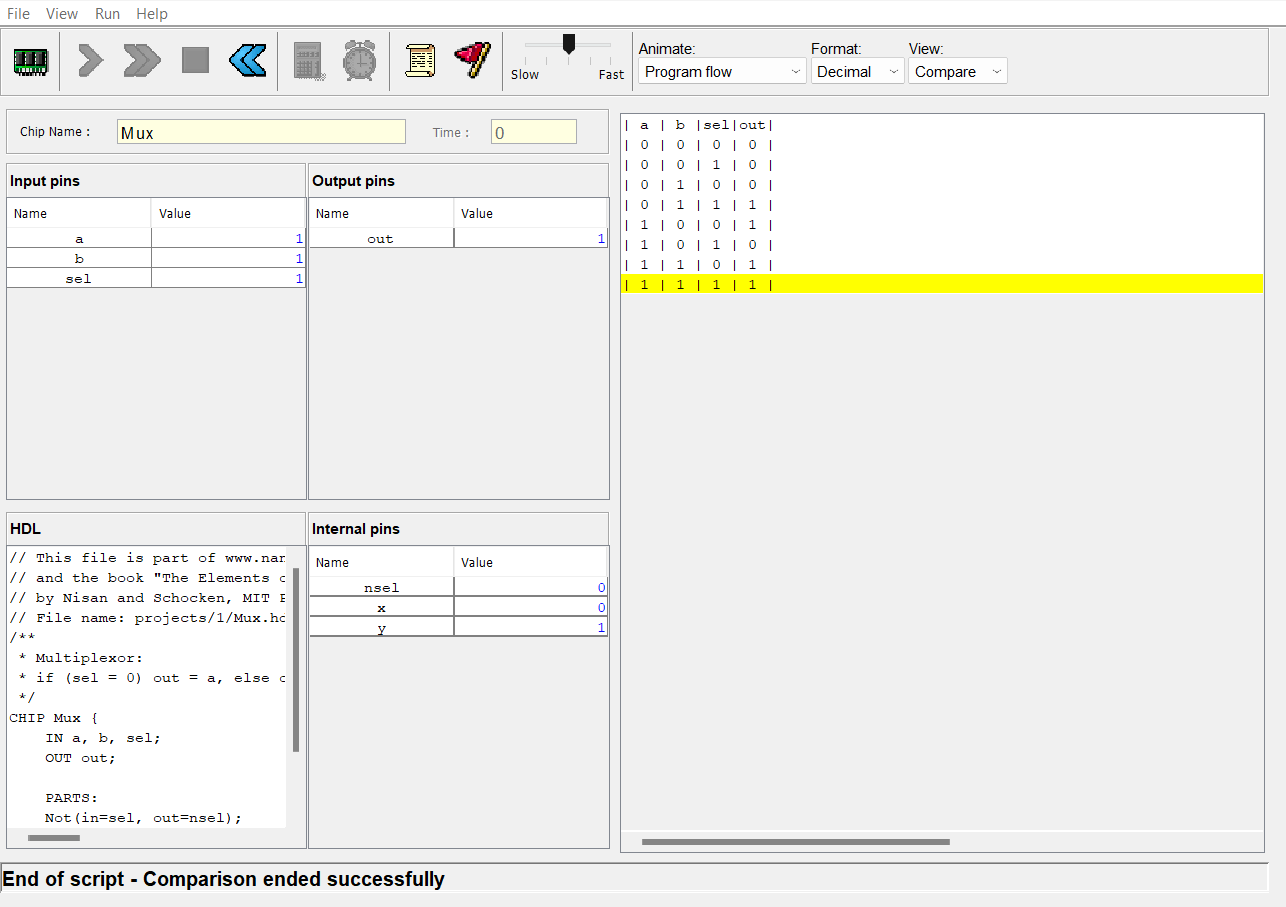 File View Run Help
Animate: Format: View:
Slow Fast Program flow Decimal Compare
Chip Name : Mux Time : 0
Input pins
Name Value
a 1
b 1
sel 1
Output pins
Name Value
out 1
HDL
// This file is part of www.nan
// and the book "The Elements o
// by Nisan and Schocken, MIT P
// File name: projects/1/Mux.hd
/**
* Multiplexor:
* if (sel = 0) out = a, else o
*/
CHIP Mux {
IN a, b, sel;
OUT out;
PARTS:
Not(in=sel, out=nsel);
Internal pins
Name Value
nsel 0
x 0
y 1
| a | b |sel|out|
| 0 | 0 | 0 | 0 |
| 0 | 0 | 1 | 0 |
| 0 | 1 | 0 | 0 |
| 0 | 1 | 1 | 1 |
| 1 | 0 | 0 | 1 |
| 1 | 0 | 1 | 0 |
| 1 | 1 | 0 | 1 |
| 1 | 1 | 1 | 1 |
End of script - Comparison ended successfully